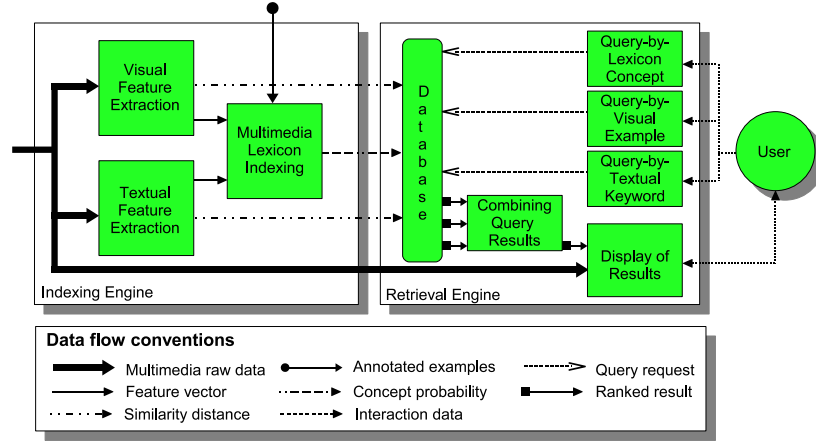 Visual
Feature
Extraction
Textual
Feature
Extraction
Multimedia
Lexicon
Indexing
Indexing Engine
D
a
t
a
b
a
s
e
Query-by-
Lexicon
Concept
Query-by-
Visual
Example
Query-by-
Textual
Keyword
Combining
Query
Results
Display of
Results
Retrieval Engine
User
Data flow conventions
Multimedia raw data
Annotated examples
Query request
Feature vector
Concept probability
Ranked result
Similarity distance
Interaction data